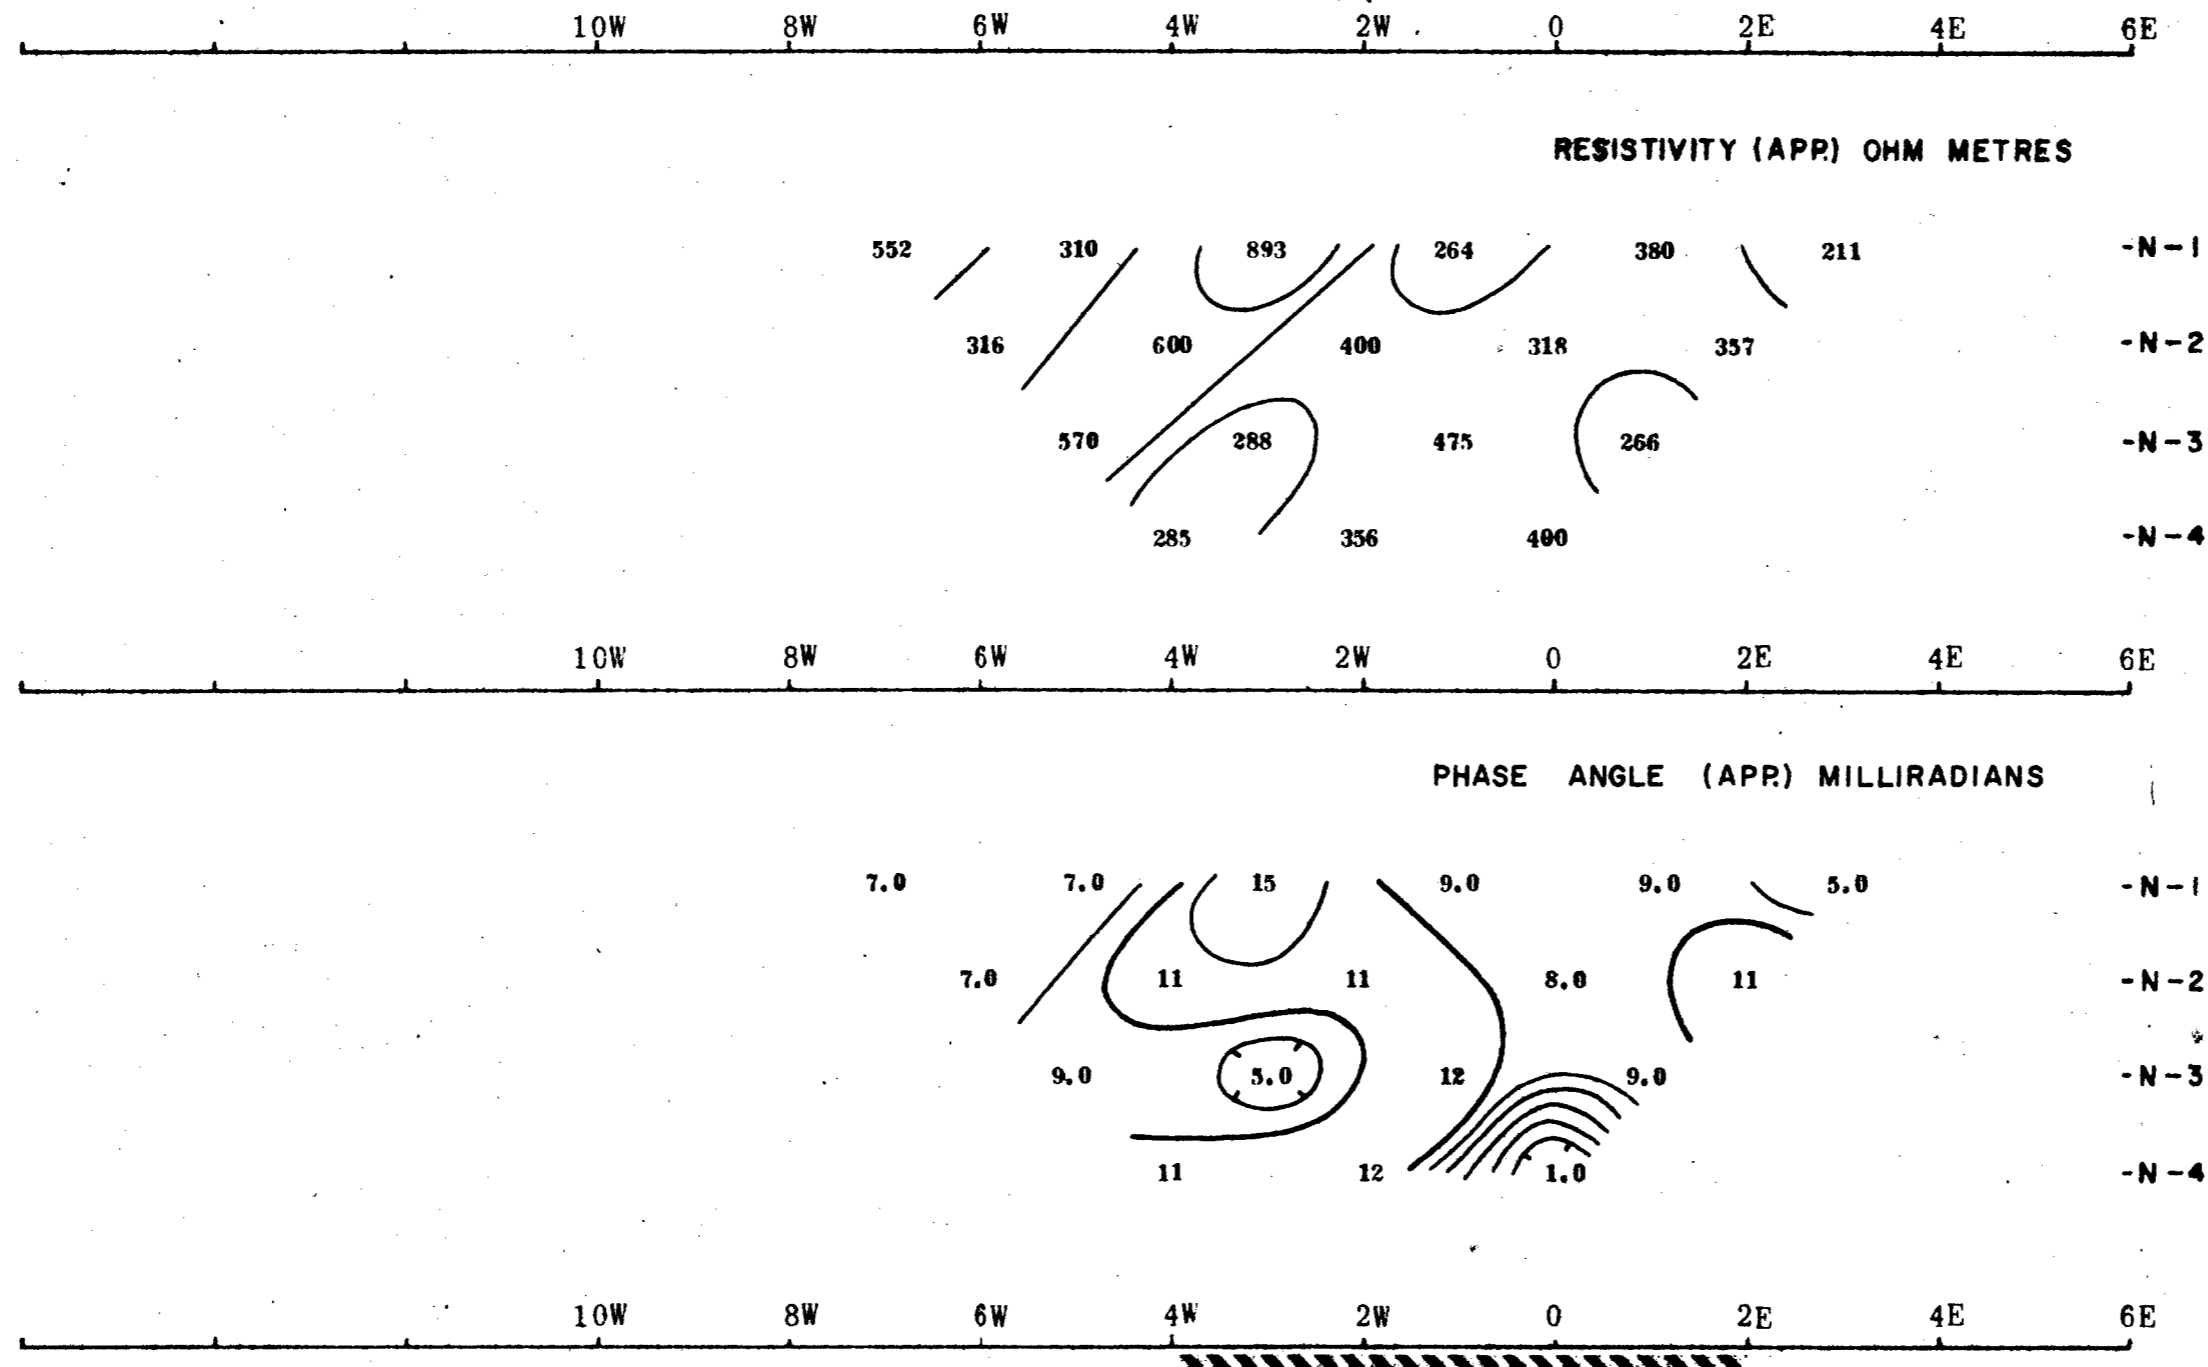 10W 8W 6W 4W 2W 0 2E 4E 6E
RESISTIVITY (APP.) OHM METRES
552 310 893 264 380 211 -N-1
316 600 400 318 357 -N-2
570 288 475 266 -N-3
285 356 400 -N-4
10W 8W 6W 4W 2W 0 2E 4E 6E
PHASE ANGLE (APP.) MILLIRADIANS
7.0 7.0 15 9.0 9.0 5.0 -N-1
7.0 11 11 8.0 11 -N-2
9.0 5.0 12 9.0 -N-3
11 12 1.0 -N-4
10W 8W 6W 4W 2W 0 2E 4E 6E